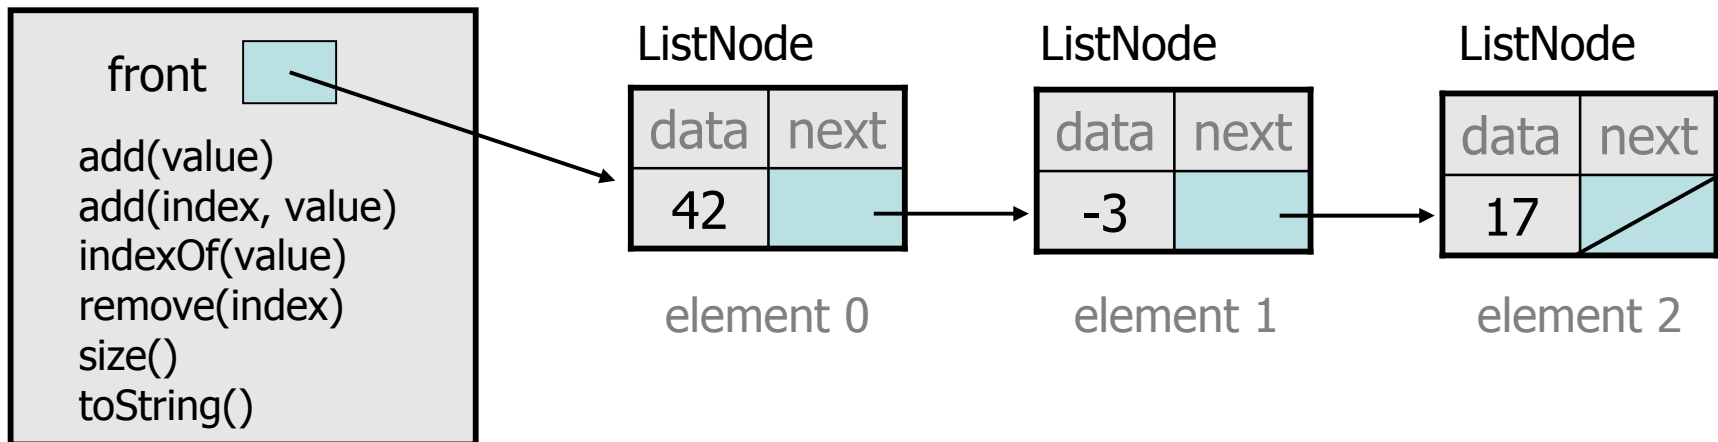 front
add(value)
add(index, value)
indexOf(value)
remove(index)
size()
toString()
ListNode
data next
42
element 0
ListNode
data next
-3
element 1
ListNode
data next
17
element 2